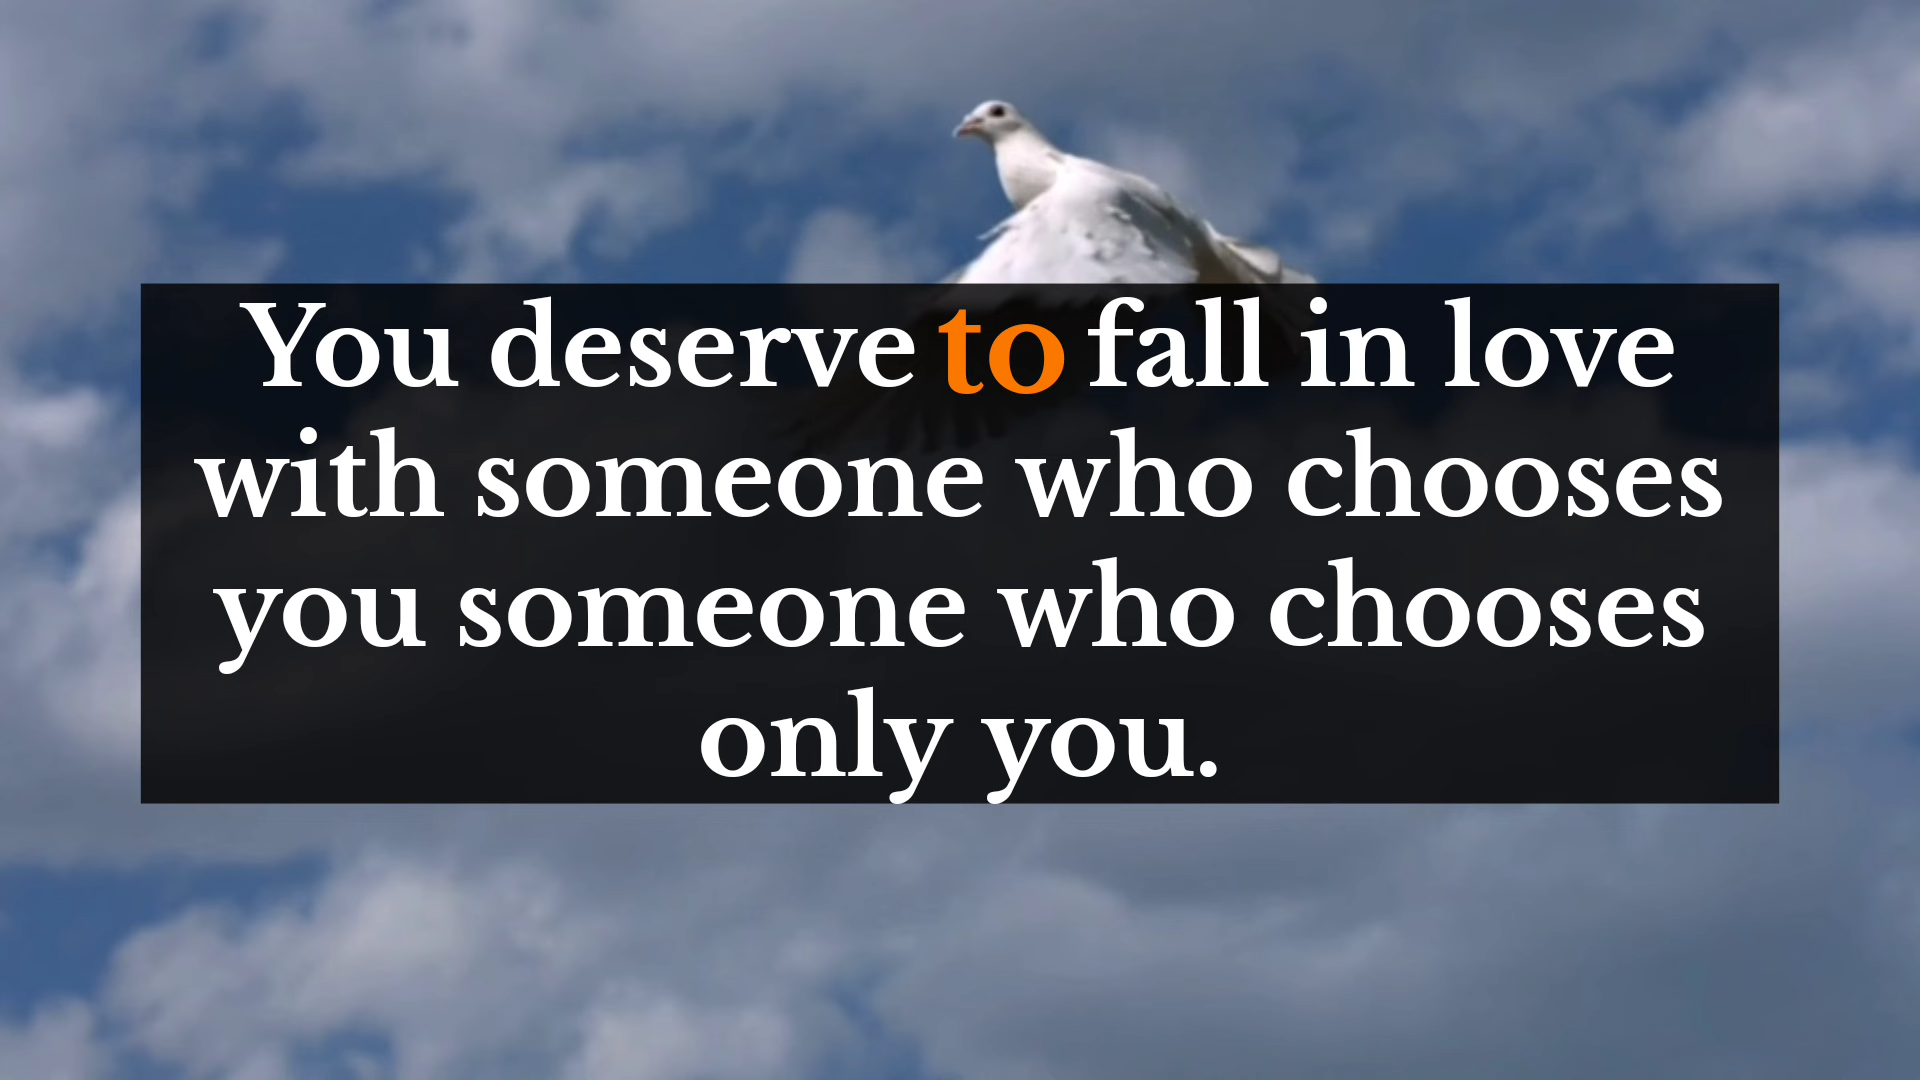 You deserve to fall in love
with someone who chooses
you someone who chooses
only you.